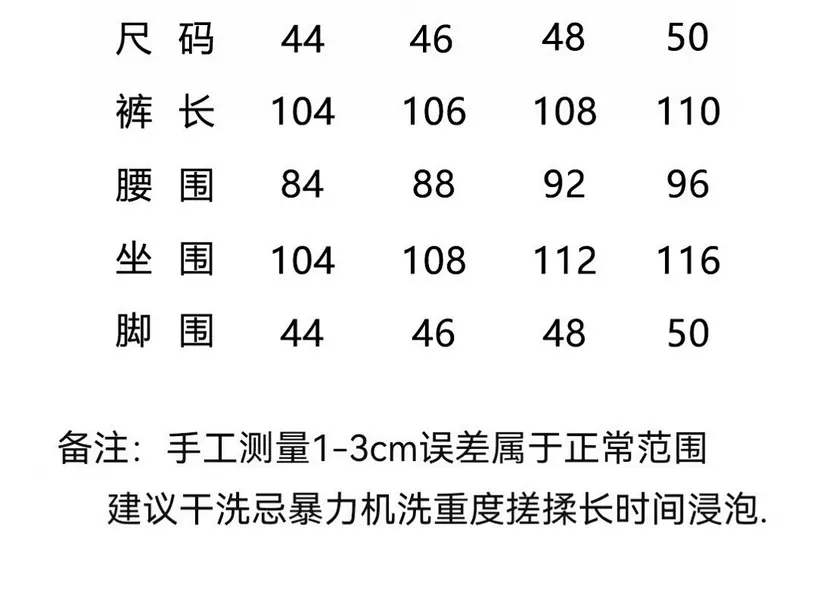 尺 码 44 46 48 50
裤 长 104 106 108 110
腰 围 84 88 92 96
坐 围 104 108 112 116
脚 围 44 46 48 50
备注：手工测量1-3cm误差属于正常范围
建议干洗忌暴力机洗重度搓揉长时间浸泡.